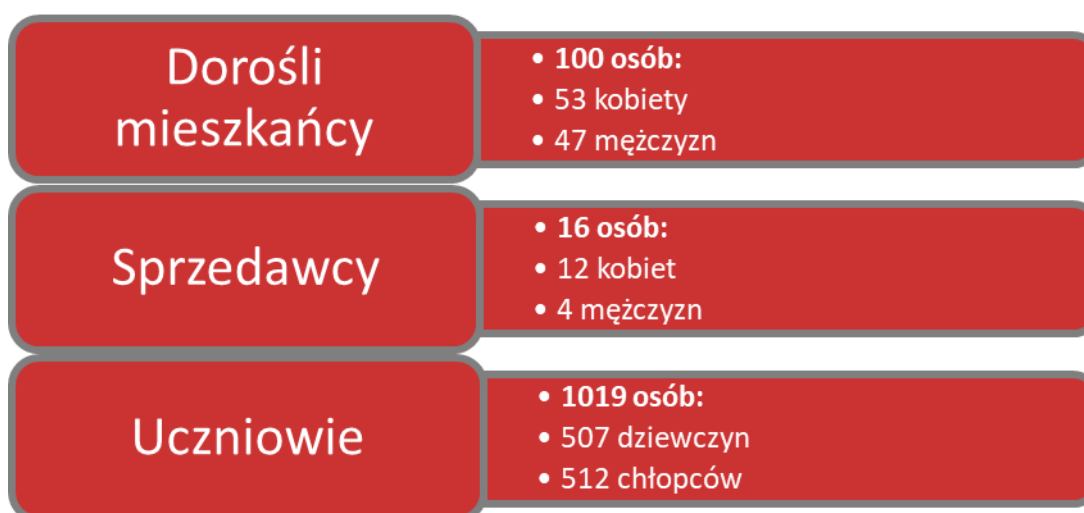 Dorośli
mieszkańcy
• 100 osób:
• 53 kobiety
• 47 mężczyzn
Sprzedawcy
• 16 osób:
• 12 kobiet
• 4 mężczyzn
Uczniowie
• 1019 osób:
• 507 dziewczyn
• 512 chłopców